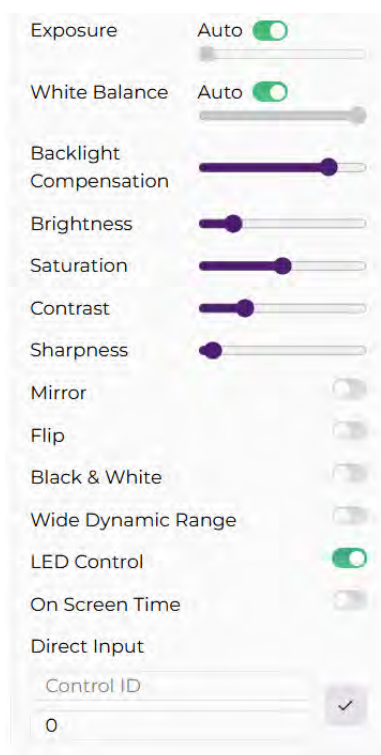 Exposure Auto
White Balance Auto
Backlight
Compensation
Brightness
Saturation
Contrast
Sharpness
Mirror
Flip
Black & White
Wide Dynamic Range
LED Control
On Screen Time
Direct Input
Control ID
0